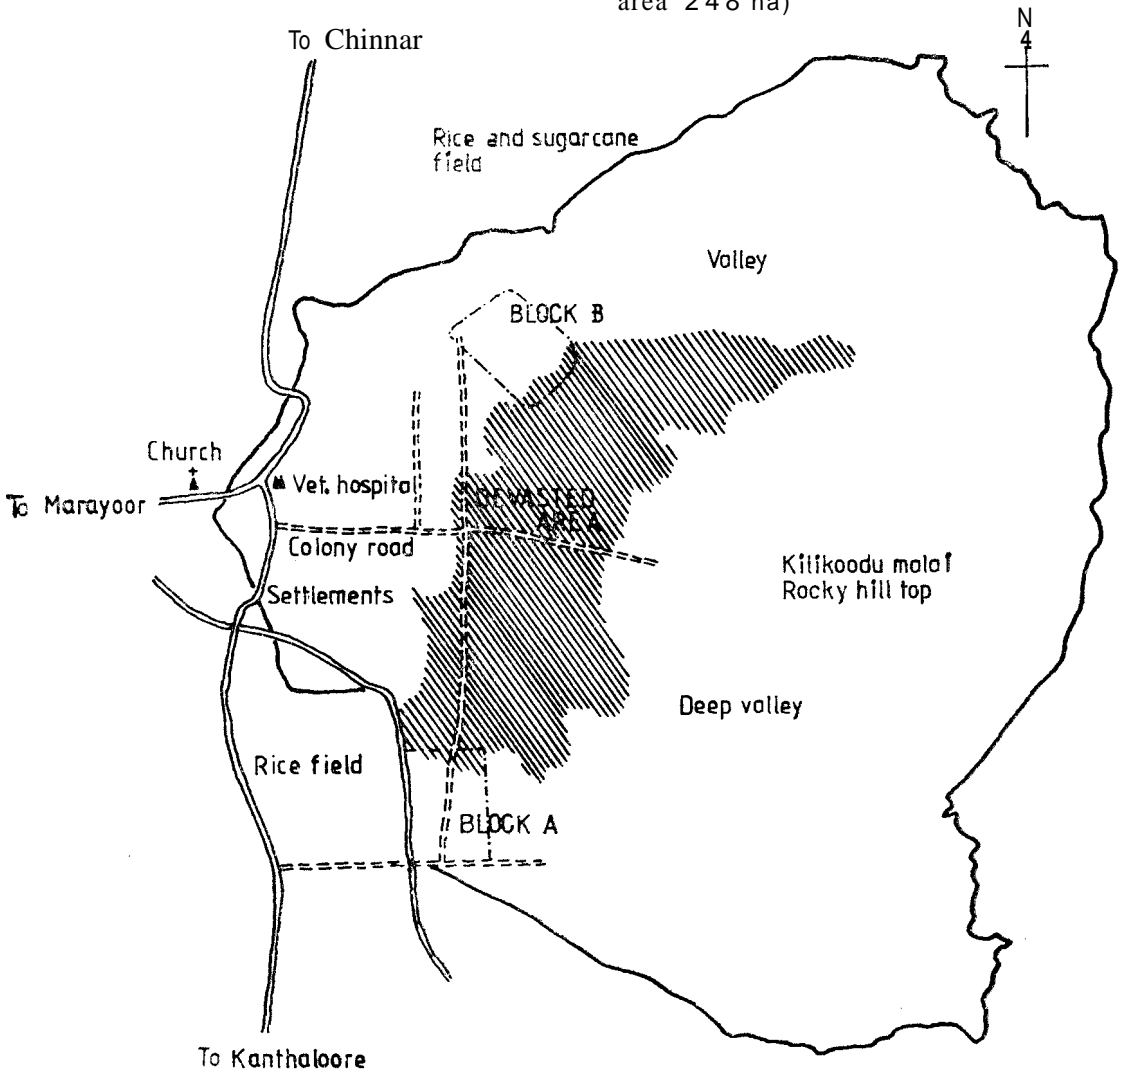 area 248 ha)
N
4
To Chinnar
Rice and sugarcane
field
Valley
BLOCK B
Church
Vet. hospital
To Marayoor
DEVASTED
AREA
Colony road
Kilikoodu malai
Rocky hill top
Settlements
Deep valley
Rice field
BLOCK A
To Kanthaloore